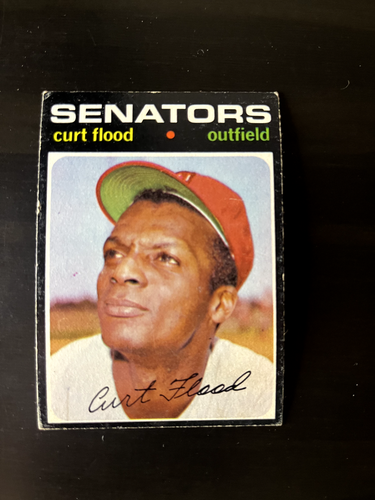 SENATORS
curt flood • outfield
Curt Flood